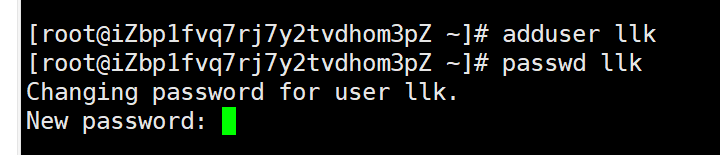 [root@iZbp1fvq7rj7y2tvdhom3pZ ~]# adduser llk
[root@iZbp1fvq7rj7y2tvdhom3pZ ~]# passwd llk
Changing password for user llk.
New password: